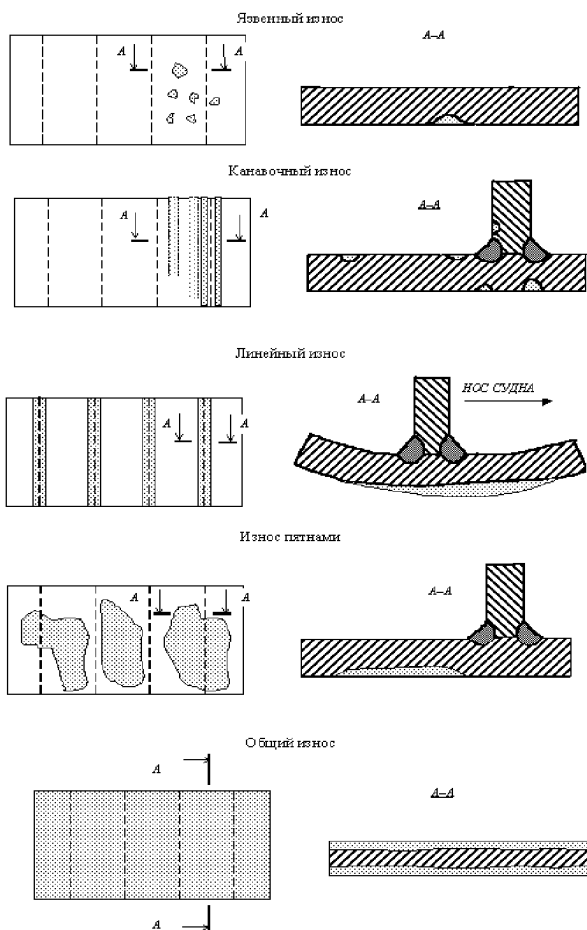 Язвенный износ
А–А
А А
Канавочный износ
А А
А–А
Линейный износ
А–А НОС СУДНА
А А
Износ пятнами
А А
А–А
Общий износ
А
А–А
А